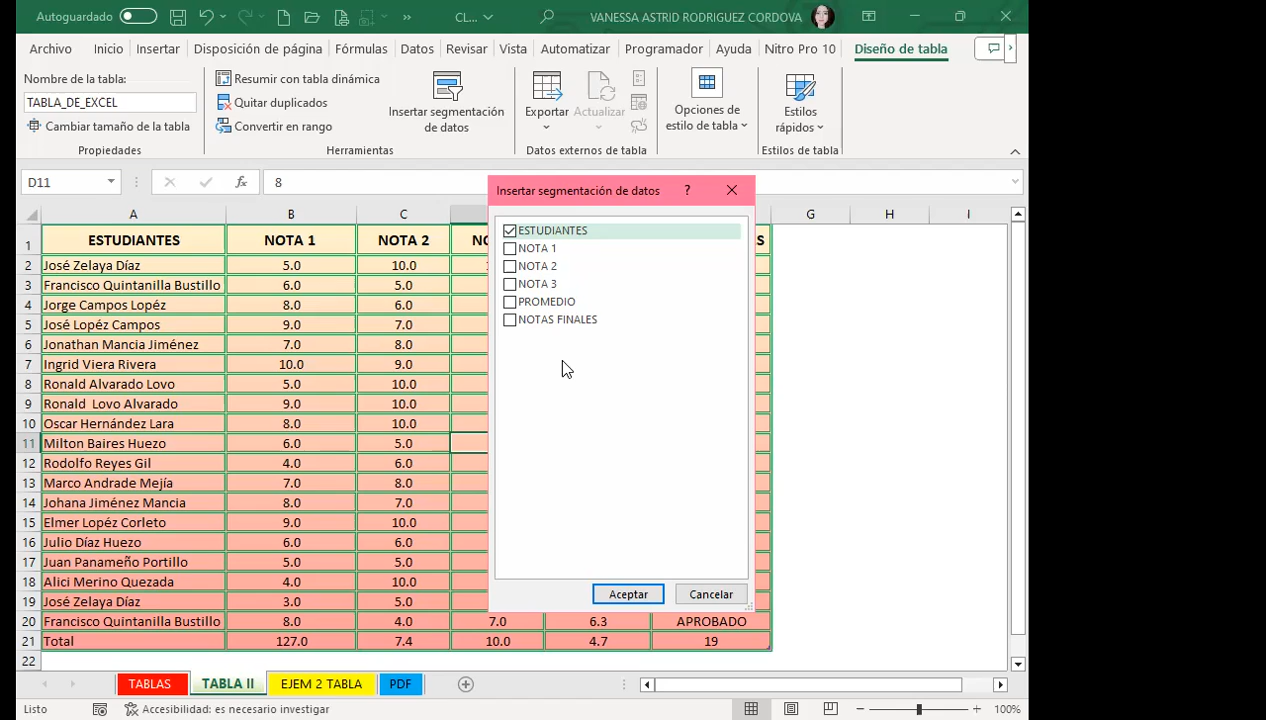 Autoguardado CL... VANESSA ASTRID RODRIGUEZ CORDOVA
Archivo Inicio Insertar Disposición de página Fórmulas Datos Revisar Vista Automatizar Programador Ayuda Nitro Pro 10 Diseño de tabla
Nombre de la tabla:
TABLA_DE_EXCEL
Cambiar tamaño de la tabla
Propiedades
Resumir con tabla dinámica
Quitar duplicados
Convertir en rango
Insertar segmentación
de datos
Herramientas
Exportar Actualizar
Datos externos de tabla
Opciones de
estilo de tabla
Estilos
rápidos
Estilos de tabla
D11 fx 8
Insertar segmentación de datos ?
ESTUDIANTES
NOTA 1
NOTA 2
NOTA 3
PROMEDIO
NOTAS FINALES
Aceptar Cancelar
A B C G H I
1 ESTUDIANTES NOTA 1 NOTA 2 NO S
2 José Zelaya Díaz 5.0 10.0
3 Francisco Quintanilla Bustillo 6.0 5.0
4 Jorge Campos Lopéz 8.0 6.0
5 José Lopéz Campos 9.0 7.0
6 Jonathan Mancia Jiménez 7.0 8.0
7 Ingrid Viera Rivera 10.0 9.0
8 Ronald Alvarado Lovo 5.0 10.0
9 Ronald Lovo Alvarado 9.0 10.0
10 Oscar Hernández Lara 8.0 10.0
11 Milton Baires Huezo 6.0 5.0
12 Rodolfo Reyes Gil 4.0 6.0
13 Marco Andrade Mejía 7.0 8.0
14 Johana Jiménez Mancia 8.0 7.0
15 Elmer Lopéz Corleto 9.0 10.0
16 Julio Díaz Huezo 6.0 6.0
17 Juan Panameño Portillo 5.0 5.0
18 Alici Merino Quezada 4.0 10.0
19 José Zelaya Díaz 3.0 5.0
20 Francisco Quintanilla Bustillo 8.0 4.0 7.0 6.3 APROBADO
21 Total 127.0 7.4 10.0 4.7 19
22
TABLAS TABLA II EJEM 2 TABLA PDF
Listo Accesibilidad: es necesario investigar 100%